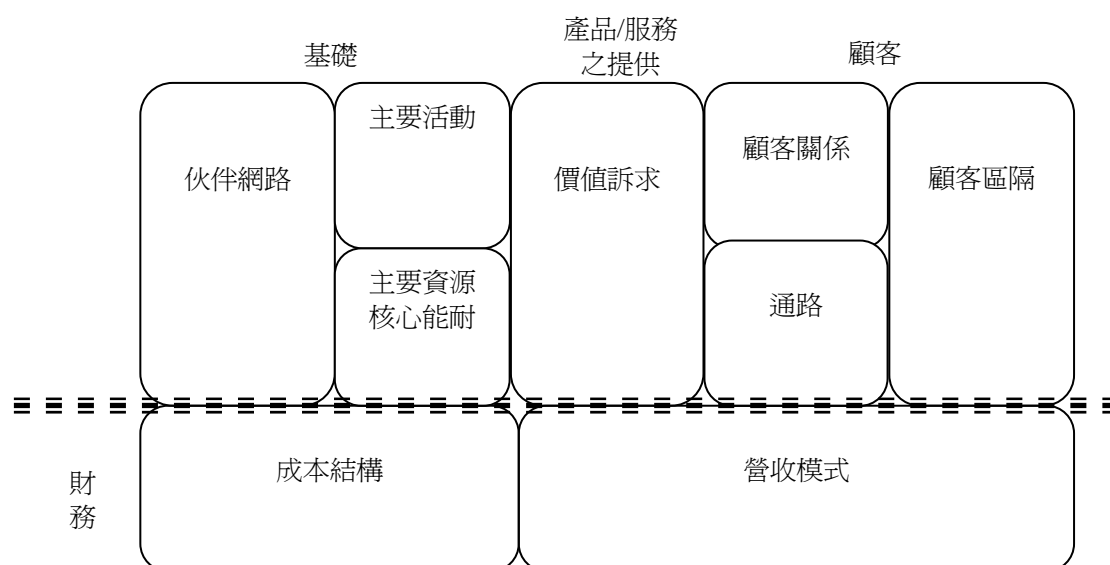 基礎
產品/服務
之提供
顧客
伙伴網路
主要活動
主要資源
核心能耐
價值訴求
顧客關係
通路
顧客區隔
財
務
成本結構
營收模式